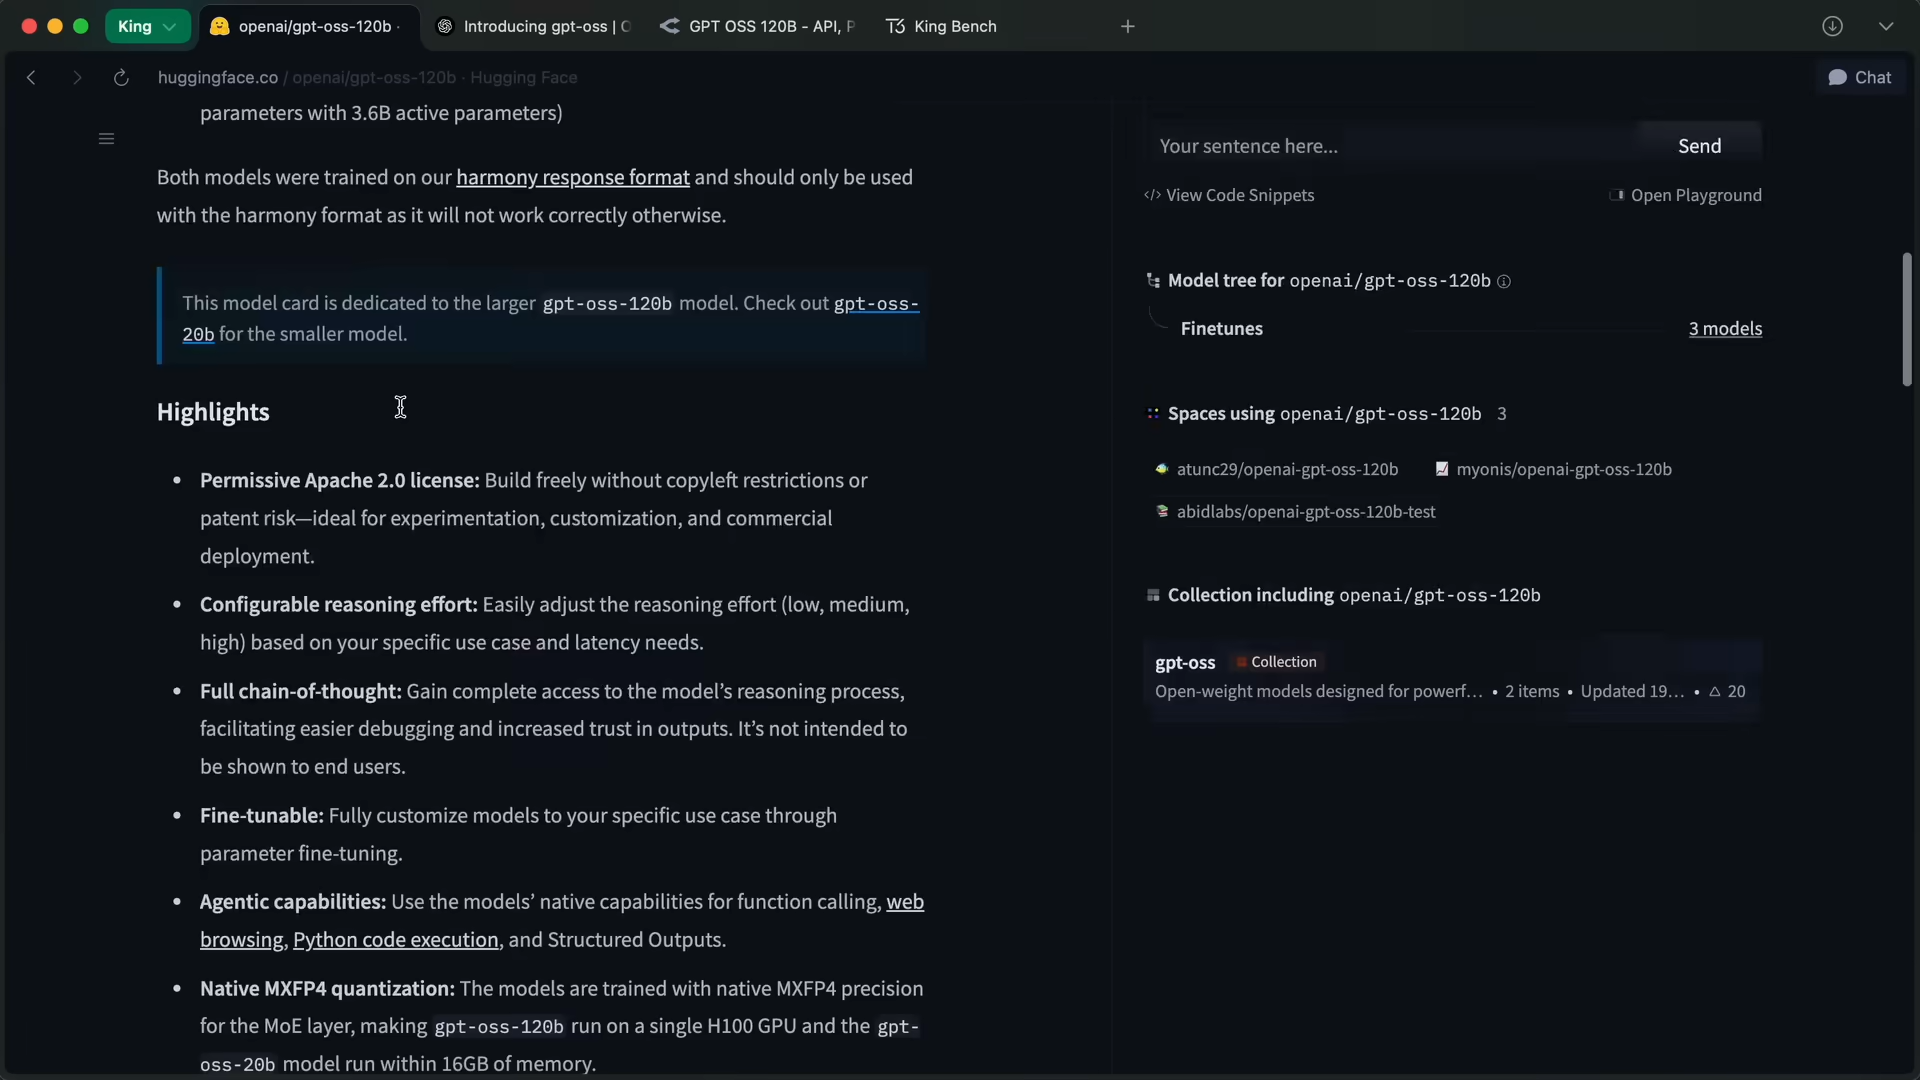 King
openai/gpt-oss-120b ·
Introducing gpt-oss | O
GPT OSS 120B - API, P
King Bench
huggingface.co / openai/gpt-oss-120b · Hugging Face
Chat
parameters with 3.6B active parameters)
Both models were trained on our harmony response format and should only be used
with the harmony format as it will not work correctly otherwise.
This model card is dedicated to the larger gpt-oss-120b model. Check out gpt-oss-
20b for the smaller model.
Highlights
• Permissive Apache 2.0 license: Build freely without copyleft restrictions or
patent risk—ideal for experimentation, customization, and commercial
deployment.
• Configurable reasoning effort: Easily adjust the reasoning effort (low, medium,
high) based on your specific use case and latency needs.
• Full chain-of-thought: Gain complete access to the model’s reasoning process,
facilitating easier debugging and increased trust in outputs. It’s not intended to
be shown to end users.
• Fine-tunable: Fully customize models to your specific use case through
parameter fine-tuning.
• Agentic capabilities: Use the models’ native capabilities for function calling, web
browsing, Python code execution, and Structured Outputs.
• Native MXFP4 quantization: The models are trained with native MXFP4 precision
for the MoE layer, making gpt-oss-120b run on a single H100 GPU and the gpt-
oss-20b model run within 16GB of memory.
Your sentence here...
Send
</> View Code Snippets
Open Playground
Model tree for openai/gpt-oss-120b
Finetunes
3 models
Spaces using openai/gpt-oss-120b 3
atunc29/openai-gpt-oss-120b
myonis/openai-gpt-oss-120b
abidlabs/openai-gpt-oss-120b-test
Collection including openai/gpt-oss-120b
gpt-oss Collection
Open-weight models designed for powerf... • 2 items • Updated 19... • △ 20